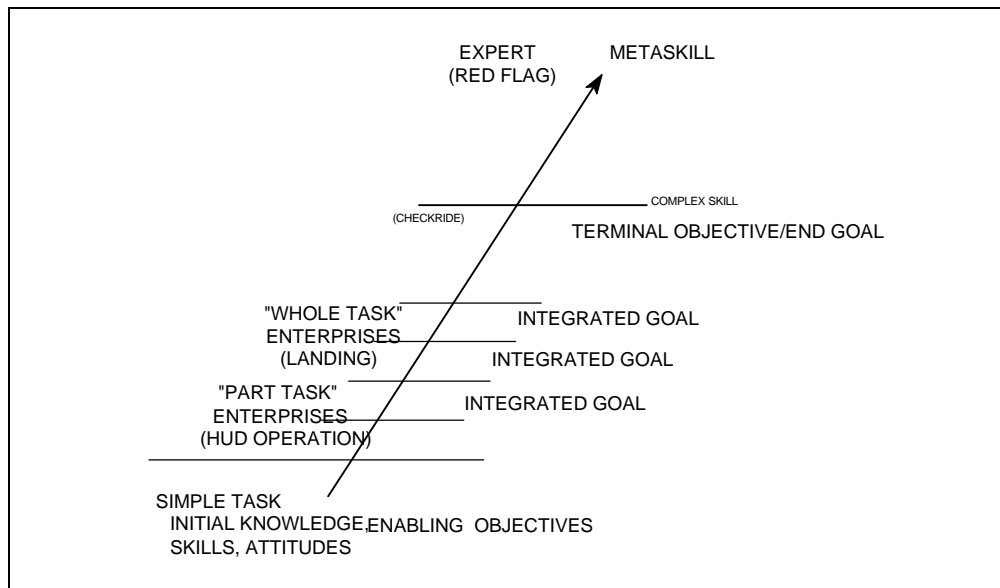 EXPERT
(RED FLAG)
METASKILL
(CHECKRIDE)
COMPLEX SKILL
TERMINAL OBJECTIVE/END GOAL
"WHOLE TASK"
ENTERPRISES
(LANDING)
INTEGRATED GOAL
INTEGRATED GOAL
"PART TASK"
ENTERPRISES
(HUD OPERATION)
INTEGRATED GOAL
SIMPLE TASK
INITIAL KNOWLEDGE,
SKILLS, ATTITUDES
ENABLING OBJECTIVES